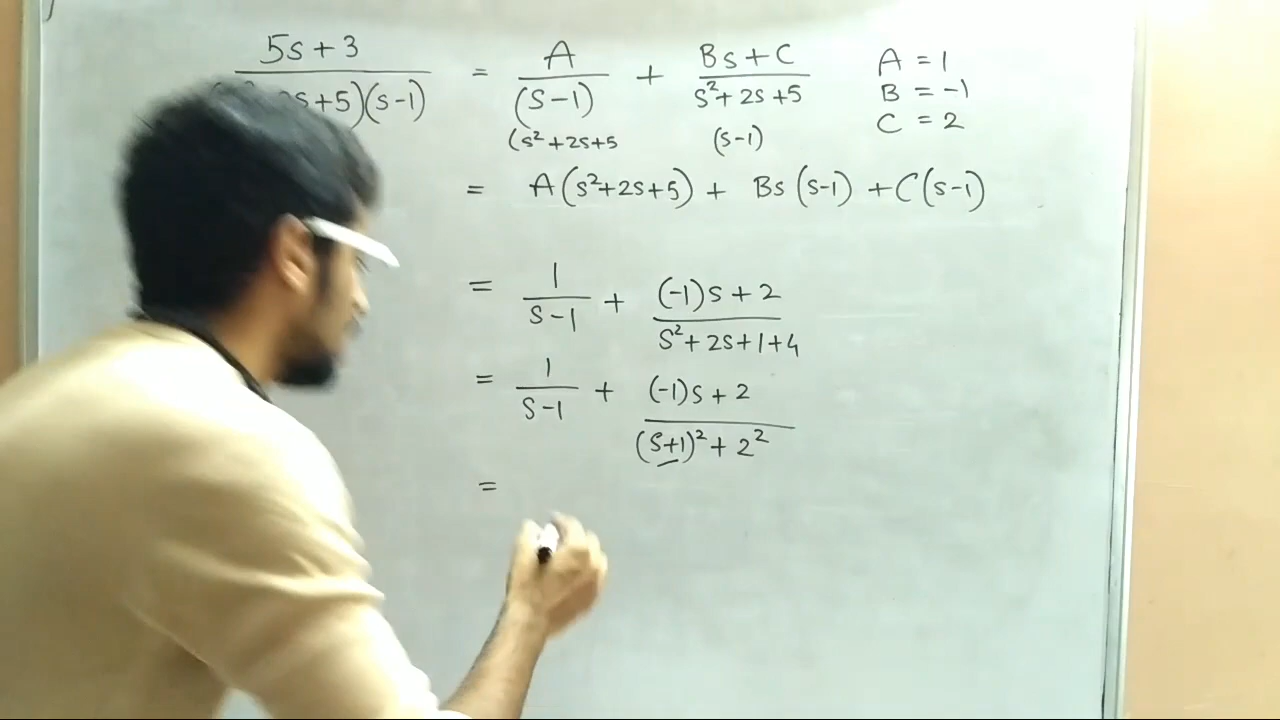 5s + 3 = A + Bs + C A = 1
s+5)(s-1) (s-1) s²+ 2s +5 B = -1
(s²+2s+5 (s-1) C = 2
= A(s²+2s+5) + Bs(s-1) + C(s-1)
= 1 + (-1)s + 2
s-1 s²+ 2s+1+4
= 1 + (-1)s + 2
s-1 (s+1)²+ 2²
=